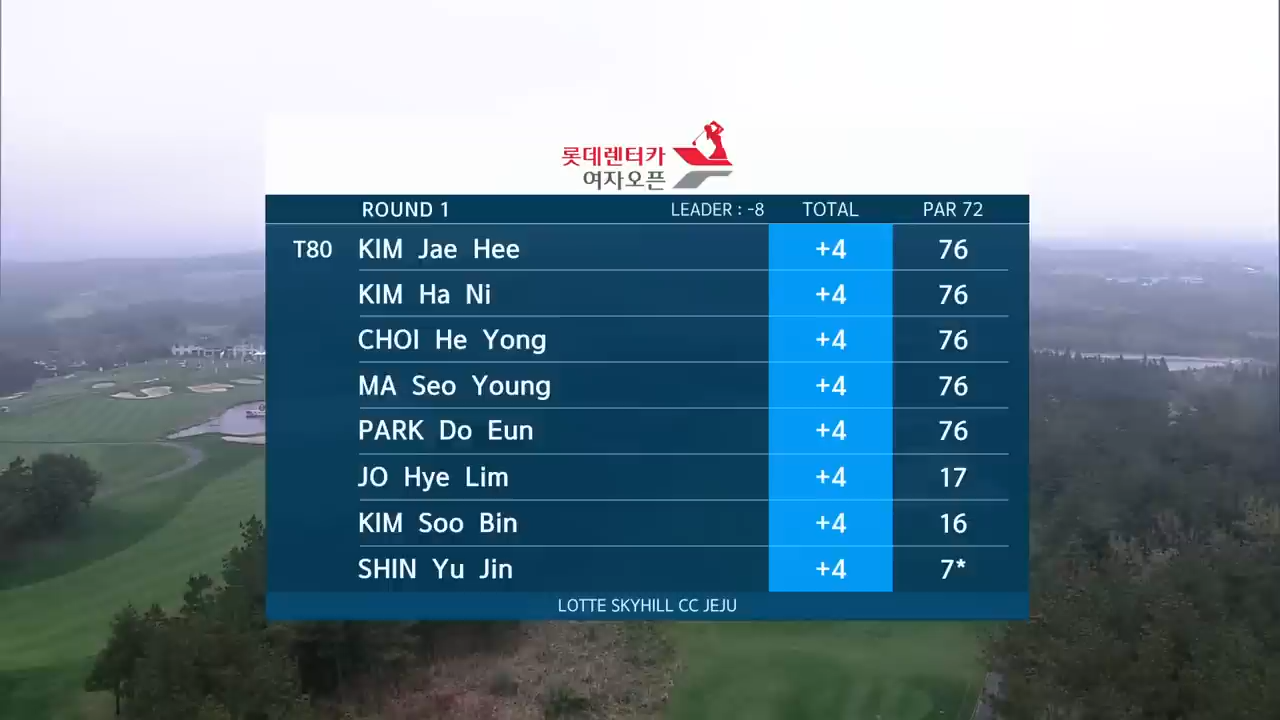 롯데렌터카
여자오픈
ROUND 1 LEADER : -8 TOTAL PAR 72
T80 KIM Jae Hee +4 76
KIM Ha Ni +4 76
CHOI He Yong +4 76
MA Seo Young +4 76
PARK Do Eun +4 76
JO Hye Lim +4 17
KIM Soo Bin +4 16
SHIN Yu Jin +4 7*
LOTTE SKYHILL CC JEJU